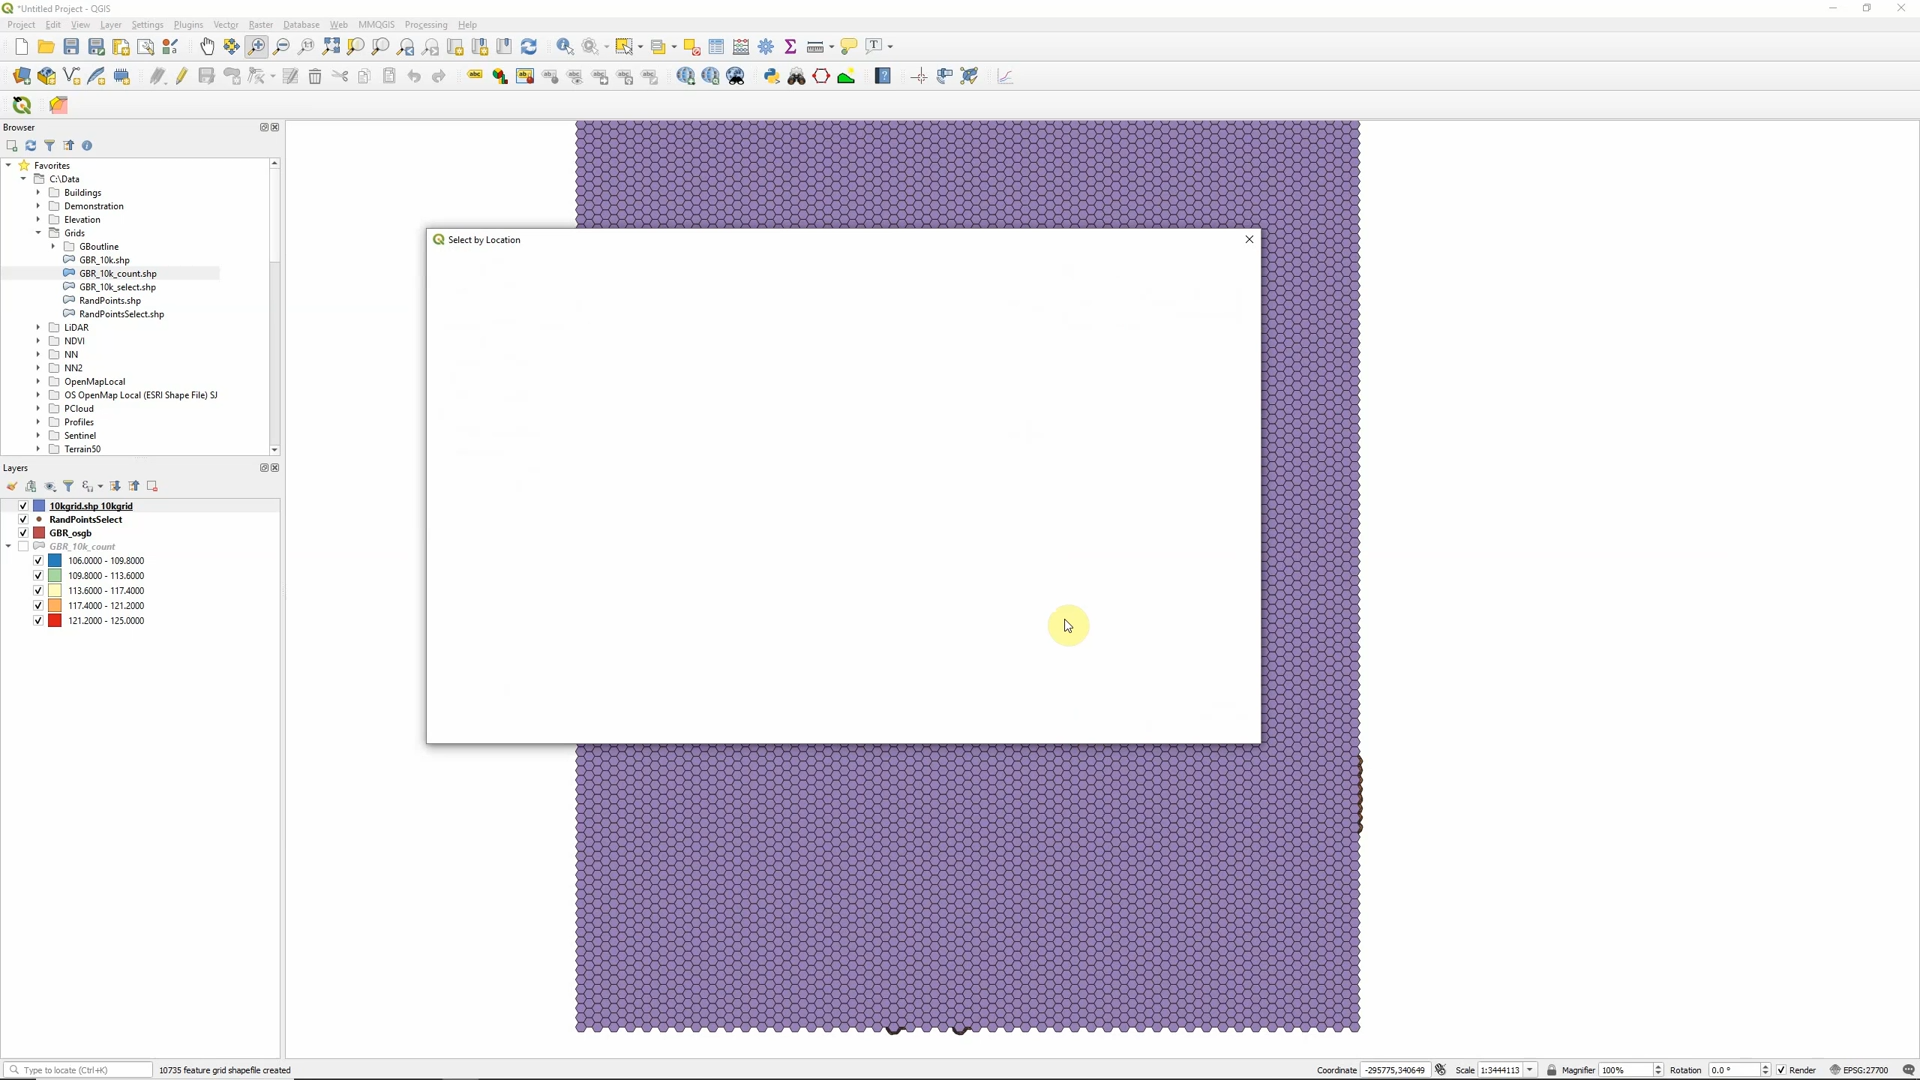 *Untitled Project - QGIS
Project Edit View Layer Settings Plugins Vector Raster Database Web MMQGIS Processing Help
Browser
Favorites
C:\Data
Buildings
Demonstration
Elevation
Grids
GBoutline
GBR_10k.shp
GBR_10k_count.shp
GBR_10k_select.shp
RandPoints.shp
RandPointsSelect.shp
LiDAR
NDVI
NN
NN2
OpenMapLocal
OS OpenMap Local (ESRI Shape File) SJ
PCloud
Profiles
Sentinel
Terrain50
Layers
10kgrid.shp 10kgrid
RandPointsSelect
GBR_osgb
GBR_10k_count
106.0000 - 109.8000
109.8000 - 113.6000
113.6000 - 117.4000
117.4000 - 121.2000
121.2000 - 125.0000
Select by Location
Type to locate (Ctrl+K) 10735 feature grid shapefile created Coordinate -295775,340649 Scale 1:3444113 Magnifier 100% Rotation 0.0 ° Render EPSG:27700